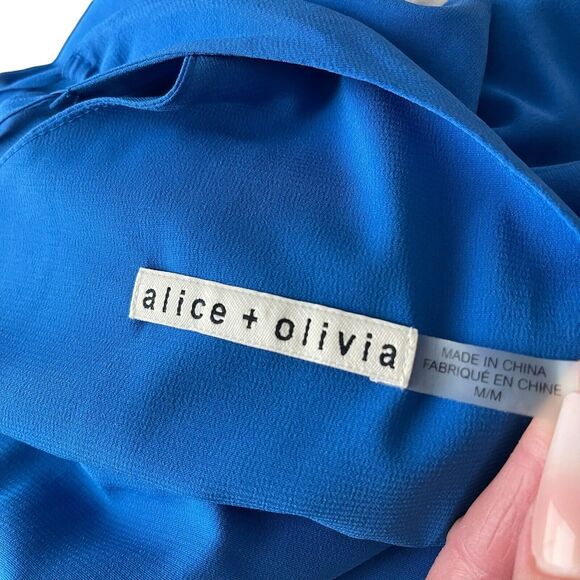 alice + olivia
MADE IN CHINA
FABRIQUÉ EN CHINE
M/M